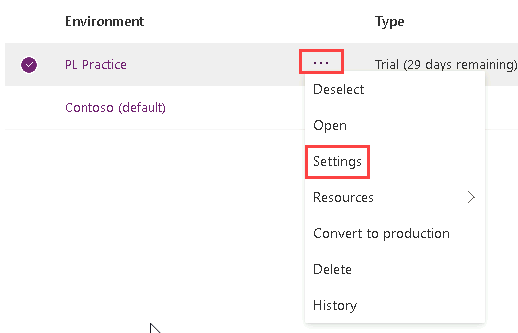 Environment Type
PL Practice ... Trial (29 days remaining)
Contoso (default)
Deselect
Open
Settings
Resources
Convert to production
Delete
History